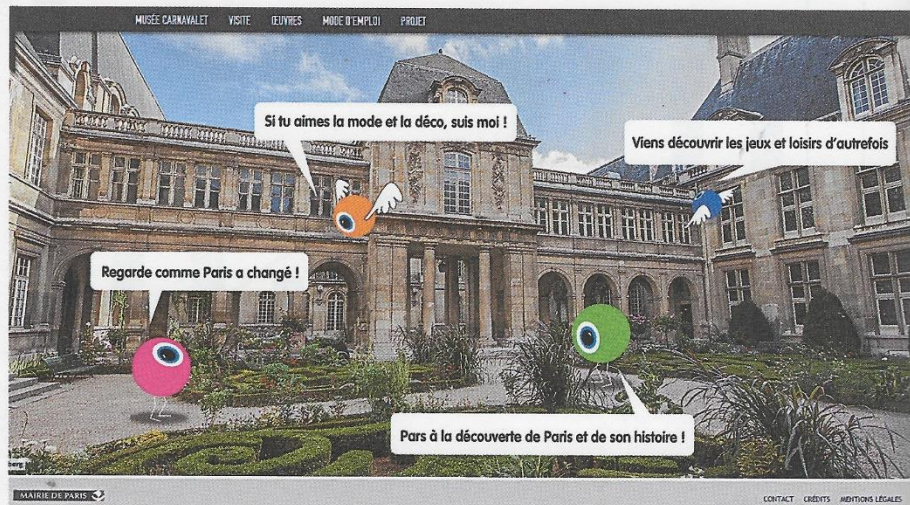 MUSÉE CARNAVALET VISITE ŒUVRES MODE D'EMPLOI PROJET
Si tu aimes la mode et la déco, suis moi !
Viens découvrir les jeux et loisirs d'autrefois
Regarde comme Paris a changé !
Pars à la découverte de Paris et de son histoire !
berg
MAIRIE DE PARIS
CONTACT CRÉDITS MENTIONS LÉGALES